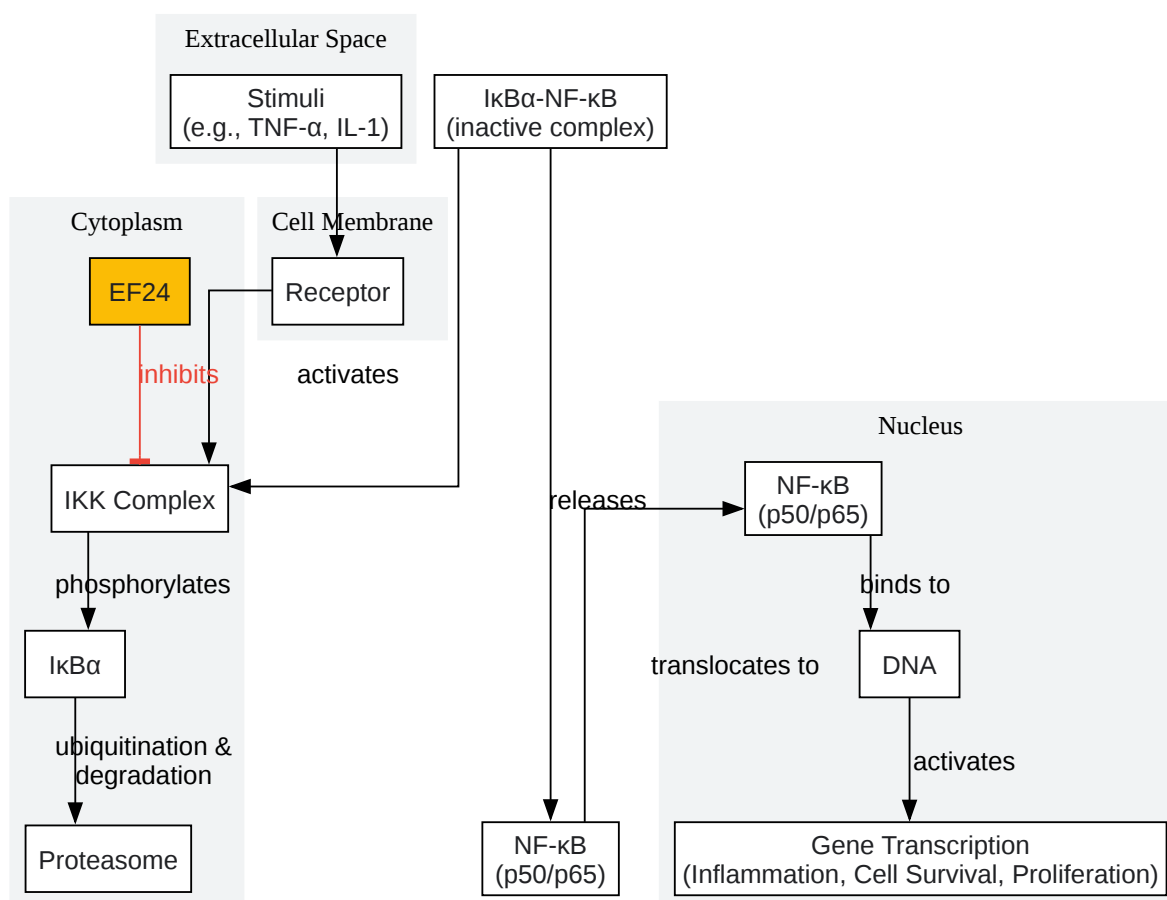 Extracellular Space
Stimuli
(e.g., TNF-α, IL-1)
IκBα-NF-κB
(inactive complex)
Cytoplasm
Cell Membrane
EF24
Receptor
inhibits
activates
Nucleus
IKK Complex
releases
NF-κB
(p50/p65)
phosphorylates
binds to
IκBα
translocates to
DNA
ubiquitination &
degradation
activates
Proteasome
NF-κB
(p50/p65)
Gene Transcription
(Inflammation, Cell Survival, Proliferation)